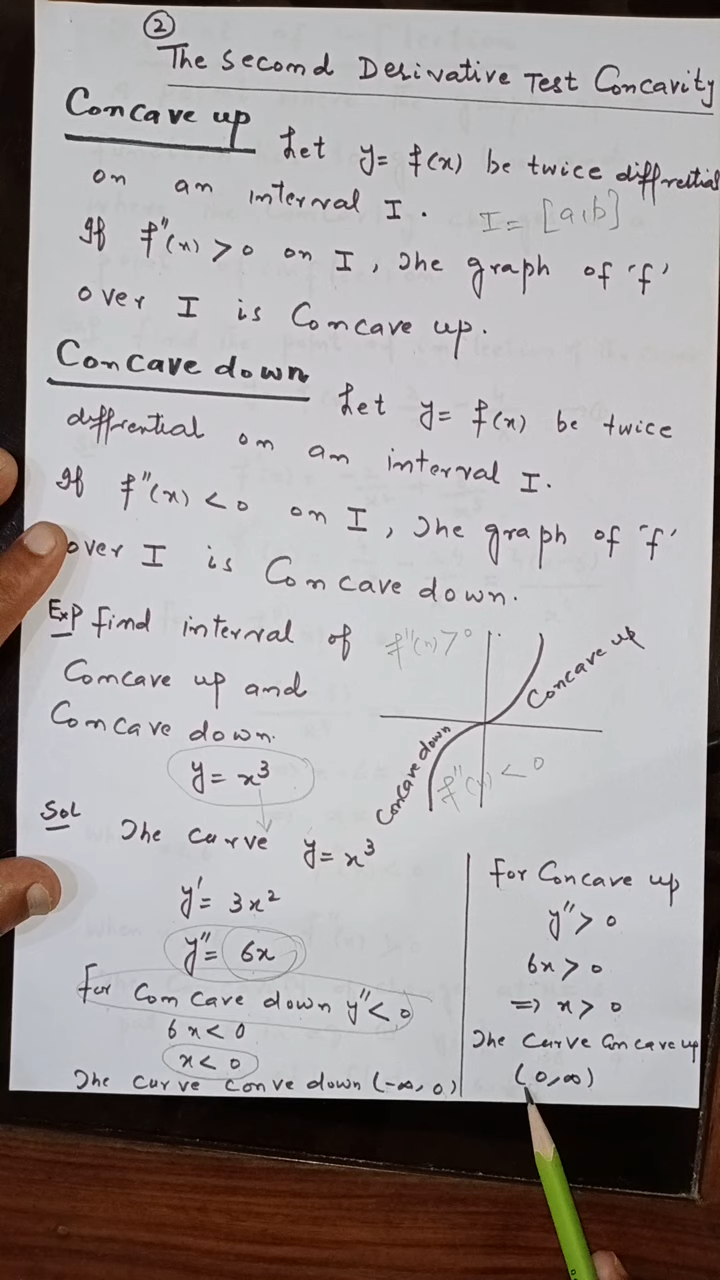 ②
The Second Derivative Test Concavity
Concave up Let y = f(x) be twice diffrential
on an interval I. I = [a,b]
If f''(x) > 0 on I, The graph of 'f'
over I is Concave up.
Concave down Let y = f(x) be twice
diffrential on an interval I.
If f''(x) < 0 on I, The graph of 'f'
over I is Concave down.
Exp find interval of
Concave up and
Concave down.
y = x³
f''(x) > 0
Concave up
Concave down
f''(x) < 0
Sol The curve y = x³
y' = 3x²
y'' = 6x
For Concave down y'' < 0
6x < 0
x < 0
The curve conve down (-∞, 0)
for Concave up
y'' > 0
6x > 0
=> x > 0
The curve Concave up
(0, ∞)